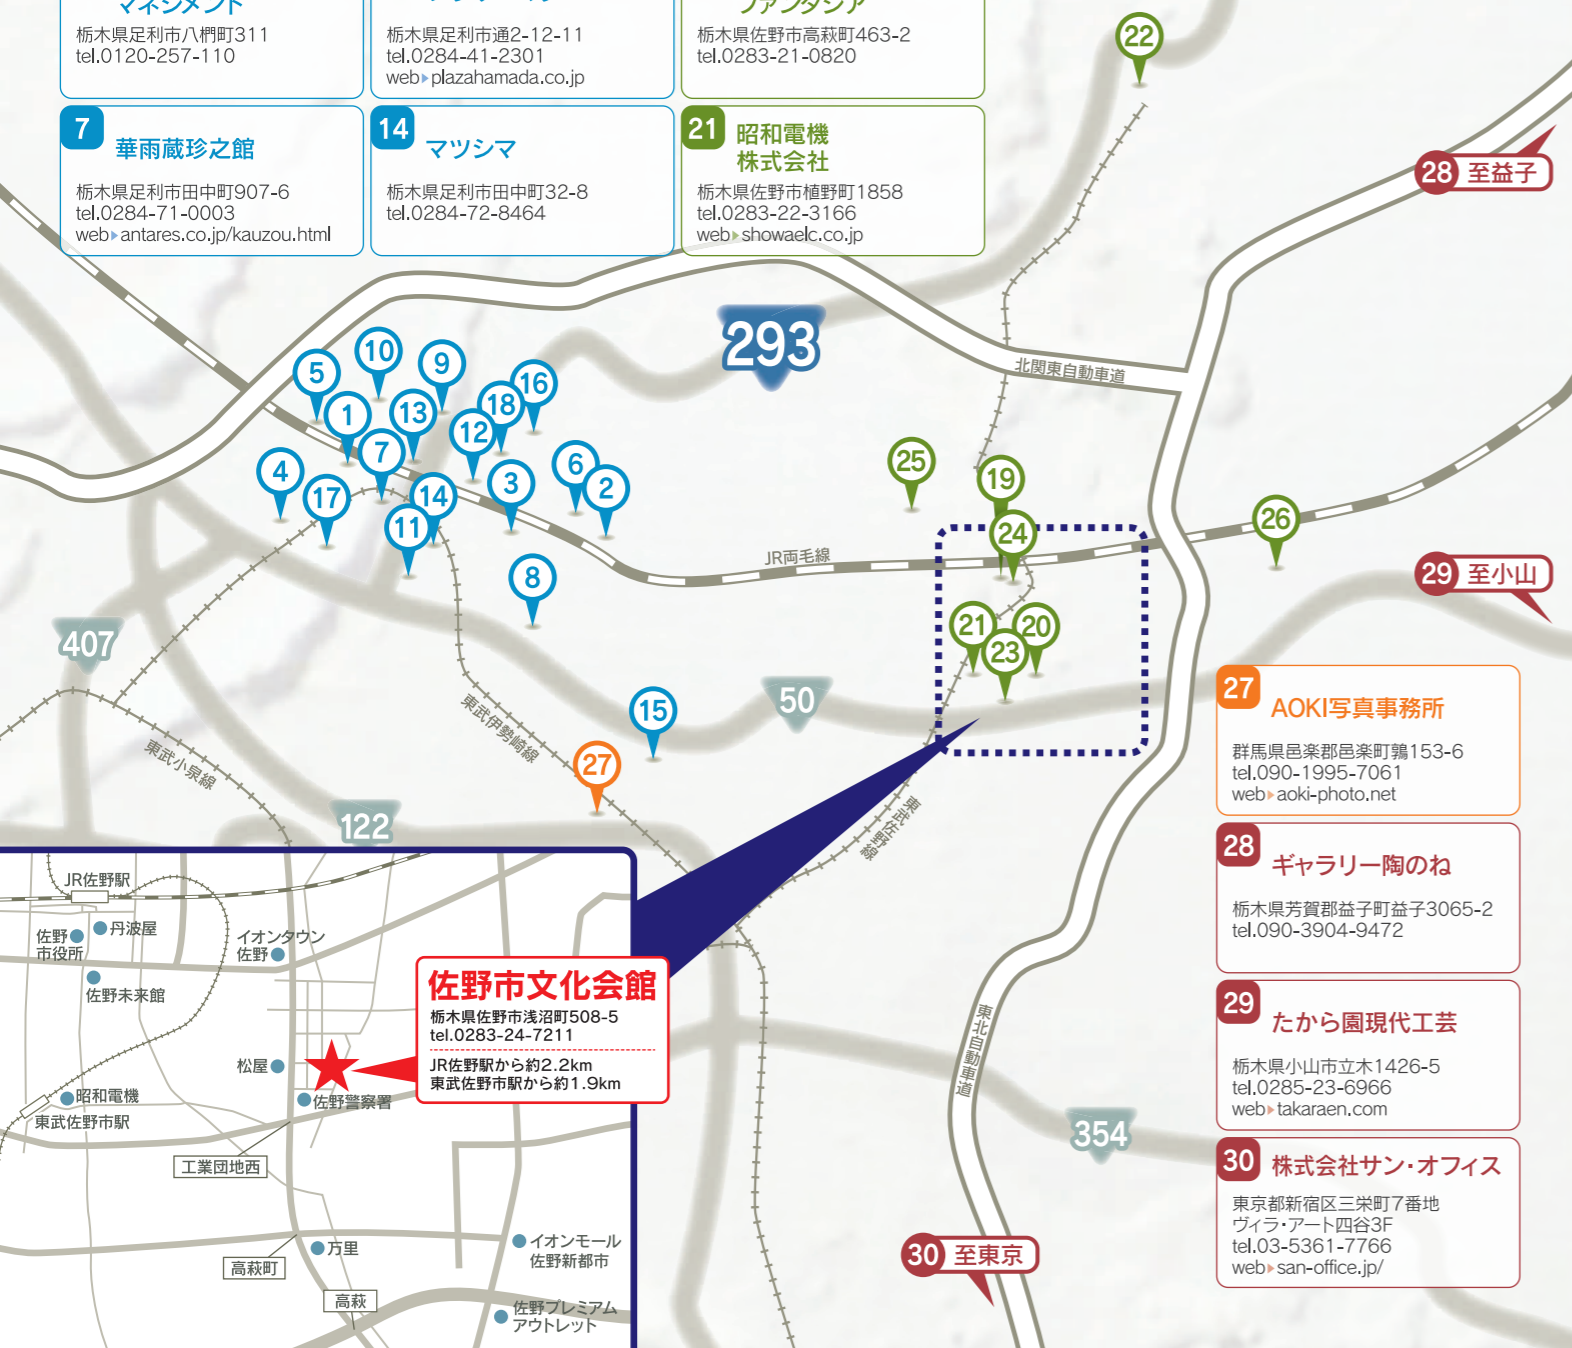 マネジメント
栃木県足利市八椚町311
tel.0120-257-110
栃木県足利市通2-12-11
tel.0284-41-2301
web▶plazahamada.co.jp
ファンタジア
栃木県佐野市高萩町463-2
tel.0283-21-0820
7
華雨蔵珍之館
栃木県足利市田中町907-6
tel.0284-71-0003
web▶antares.co.jp/kauzou.html
14
マツシマ
栃木県足利市田中町32-8
tel.0284-72-8464
21
昭和電機
株式会社
栃木県佐野市植野町1858
tel.0283-22-3166
web▶showaelc.co.jp
22
28 至益子
293
北関東自動車道
10
5
9
16
1
13
18
12
7
4
17
14
3
6
2
11
8
25
19
24
26
JR両毛線
29 至小山
21
20
23
407
50
15
27
122
東武伊勢崎線
東武小泉線
東武佐野線
27
AOKI写真事務所
群馬県邑楽郡邑楽町鶉153-6
tel.090-1995-7061
web▶aoki-photo.net
28
ギャラリー陶のね
栃木県芳賀郡益子町益子3065-2
tel.090-3904-9472
29
たから園現代工芸
栃木県小山市立木1426-5
tel.0285-23-6966
web▶takaraen.com
30
株式会社サン・オフィス
東京都新宿区三栄町7番地
ヴィラ・アート四谷3F
tel.03-5361-7766
web▶san-office.jp/
東北自動車道
354
30 至東京
JR佐野駅
佐野
市役所
丹波屋
イオンタウン
佐野
佐野未来館
佐野市文化会館
栃木県佐野市浅沼町508-5
tel.0283-24-7211
JR佐野駅から約2.2km
東武佐野市駅から約1.9km
松屋
昭和電機
東武佐野市駅
佐野警察署
工業団地西
万里
高萩町
高萩
イオンモール
佐野新都市
佐野プレミアム
アウトレット